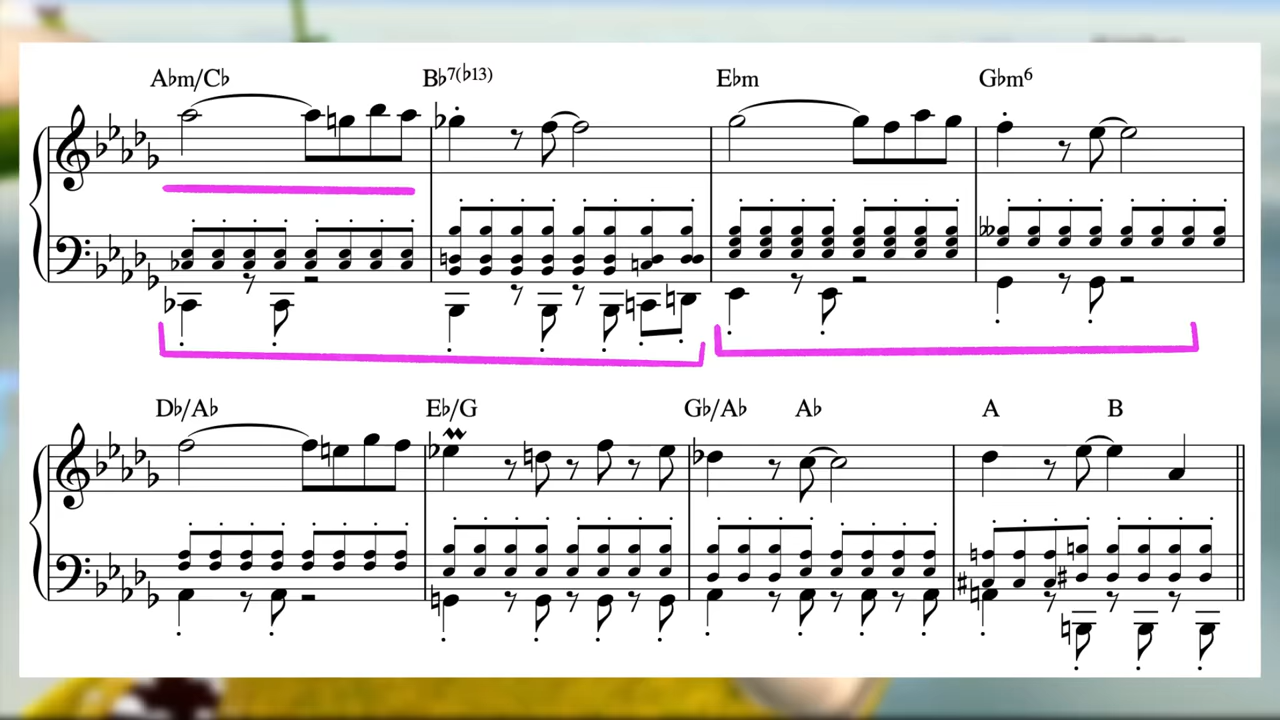 A♭m/C♭ B♭7(♭13) E♭m G♭m6
D♭/A♭ E♭/G G♭/A♭ A♭ A B